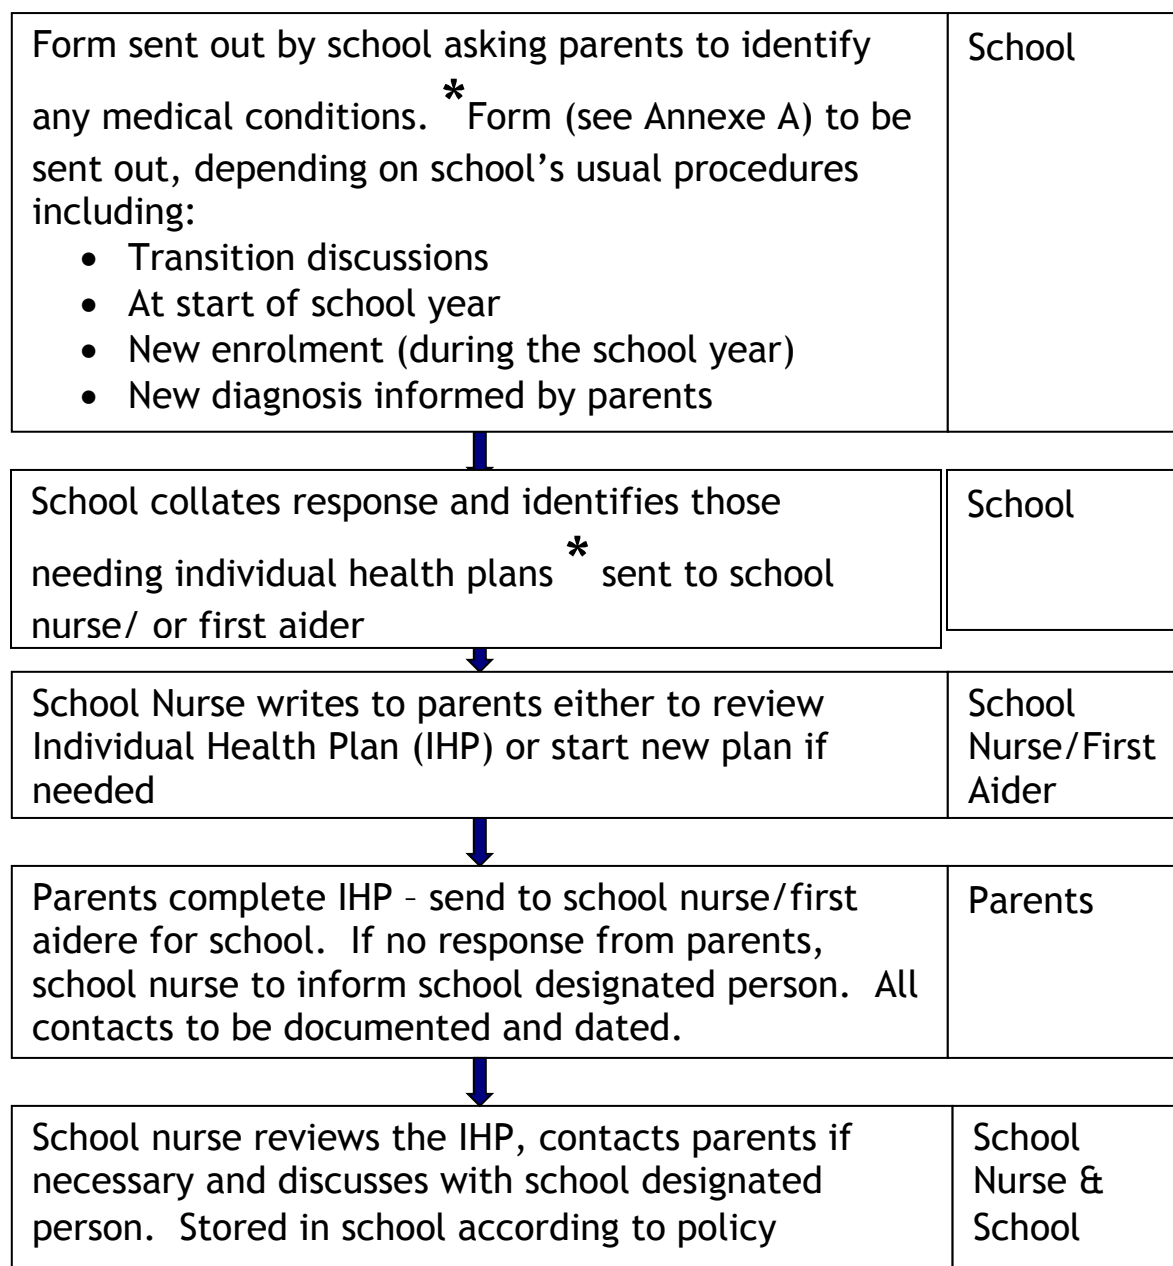 Form sent out by school asking parents to identify
any medical conditions. *Form (see Annexe A) to be
sent out, depending on school’s usual procedures
including:
• Transition discussions
• At start of school year
• New enrolment (during the school year)
• New diagnosis informed by parents
School
School collates response and identifies those
needing individual health plans * sent to school
nurse/ or first aider
School
School Nurse writes to parents either to review
Individual Health Plan (IHP) or start new plan if
needed
School
Nurse/First
Aider
Parents complete IHP – send to school nurse/first
aidere for school.  If no response from parents,
school nurse to inform school designated person.  All
contacts to be documented and dated.
Parents
School nurse reviews the IHP, contacts parents if
necessary and discusses with school designated
person.  Stored in school according to policy
School
Nurse &
School